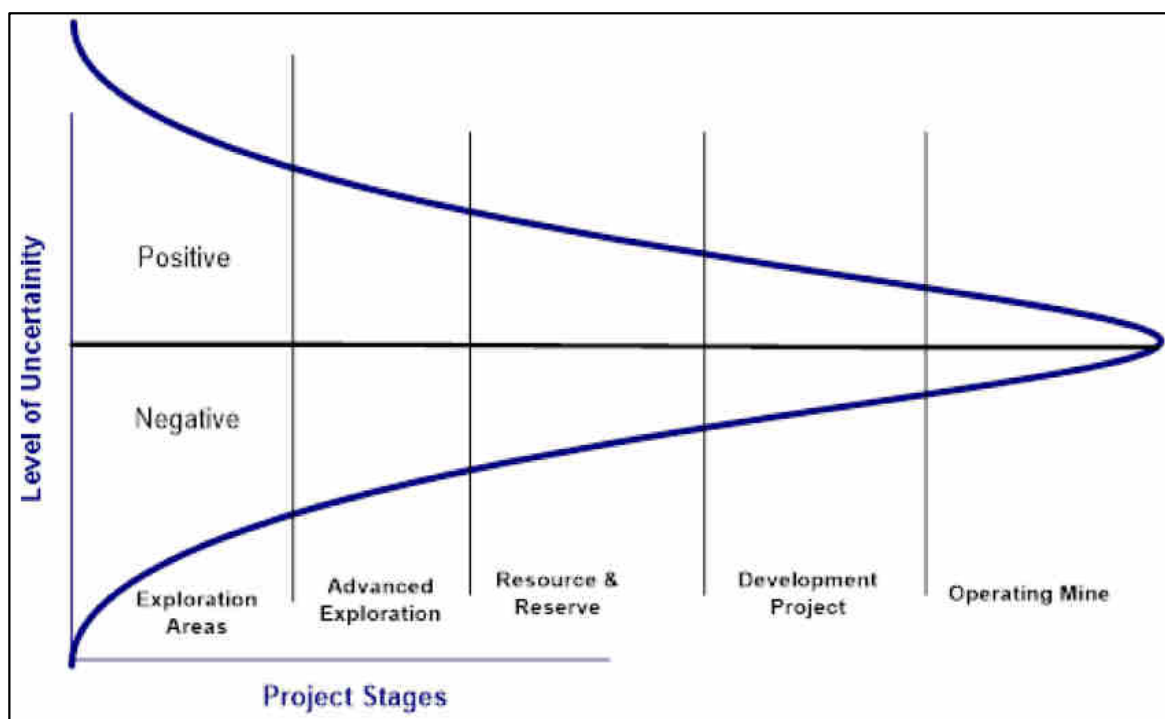 Positive
Level of Uncertainity
Negative
Exploration
Areas
Advanced
Exploration
Resource &
Reserve
Development
Project
Operating Mine
Project Stages